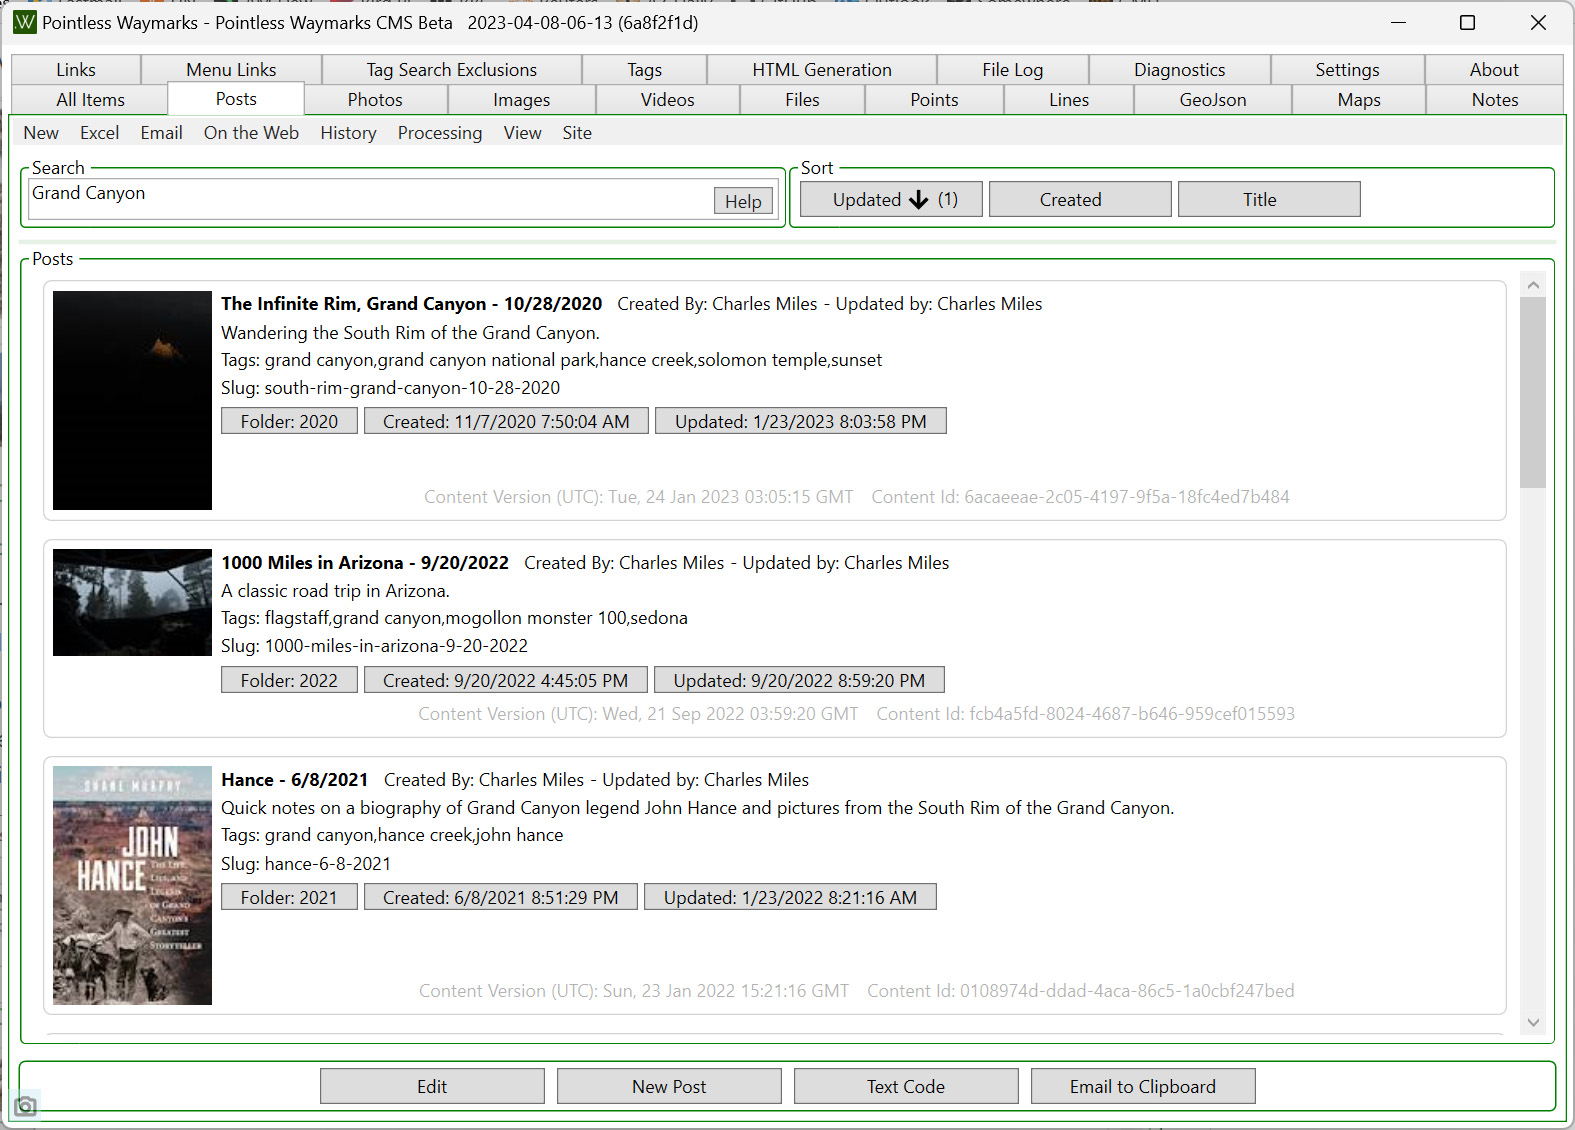 Pointless Waymarks - Pointless Waymarks CMS Beta   2023-04-08-06-13 (6a8f2f1d)
Links Menu Links Tag Search Exclusions Tags HTML Generation File Log Diagnostics Settings About
All Items Posts Photos Images Videos Files Points Lines GeoJson Maps Notes
New Excel Email On the Web History Processing View Site
Search
Grand Canyon
Help
Sort
Updated (1) Created Title
Posts
The Infinite Rim, Grand Canyon - 10/28/2020 Created By: Charles Miles - Updated by: Charles Miles
Wandering the South Rim of the Grand Canyon.
Tags: grand canyon,grand canyon national park,hance creek,solomon temple,sunset
Slug: south-rim-grand-canyon-10-28-2020
Folder: 2020 Created: 11/7/2020 7:50:04 AM Updated: 1/23/2023 8:03:58 PM
Content Version (UTC): Tue, 24 Jan 2023 03:05:15 GMT Content Id: 6acaeeae-2c05-4197-9f5a-18fc4ed7b484
1000 Miles in Arizona - 9/20/2022 Created By: Charles Miles - Updated by: Charles Miles
A classic road trip in Arizona.
Tags: flagstaff,grand canyon,mogollon monster 100,sedona
Slug: 1000-miles-in-arizona-9-20-2022
Folder: 2022 Created: 9/20/2022 4:45:05 PM Updated: 9/20/2022 8:59:20 PM
Content Version (UTC): Wed, 21 Sep 2022 03:59:20 GMT Content Id: fcb4a5fd-8024-4687-b646-959cef015593
SHANE MURPHY
JOHN
HANCE
THE LIFE,
LIES, AND
LEGENDS
OF GRAND
CANYON'S
GREATEST
STORYTELLER
Hance - 6/8/2021 Created By: Charles Miles - Updated by: Charles Miles
Quick notes on a biography of Grand Canyon legend John Hance and pictures from the South Rim of the Grand Canyon.
Tags: grand canyon,hance creek,john hance
Slug: hance-6-8-2021
Folder: 2021 Created: 6/8/2021 8:51:29 PM Updated: 1/23/2022 8:21:16 AM
Content Version (UTC): Sun, 23 Jan 2022 15:21:16 GMT Content Id: 0108974d-ddad-4aca-86c5-1a0cbf247bed
Edit New Post Text Code Email to Clipboard